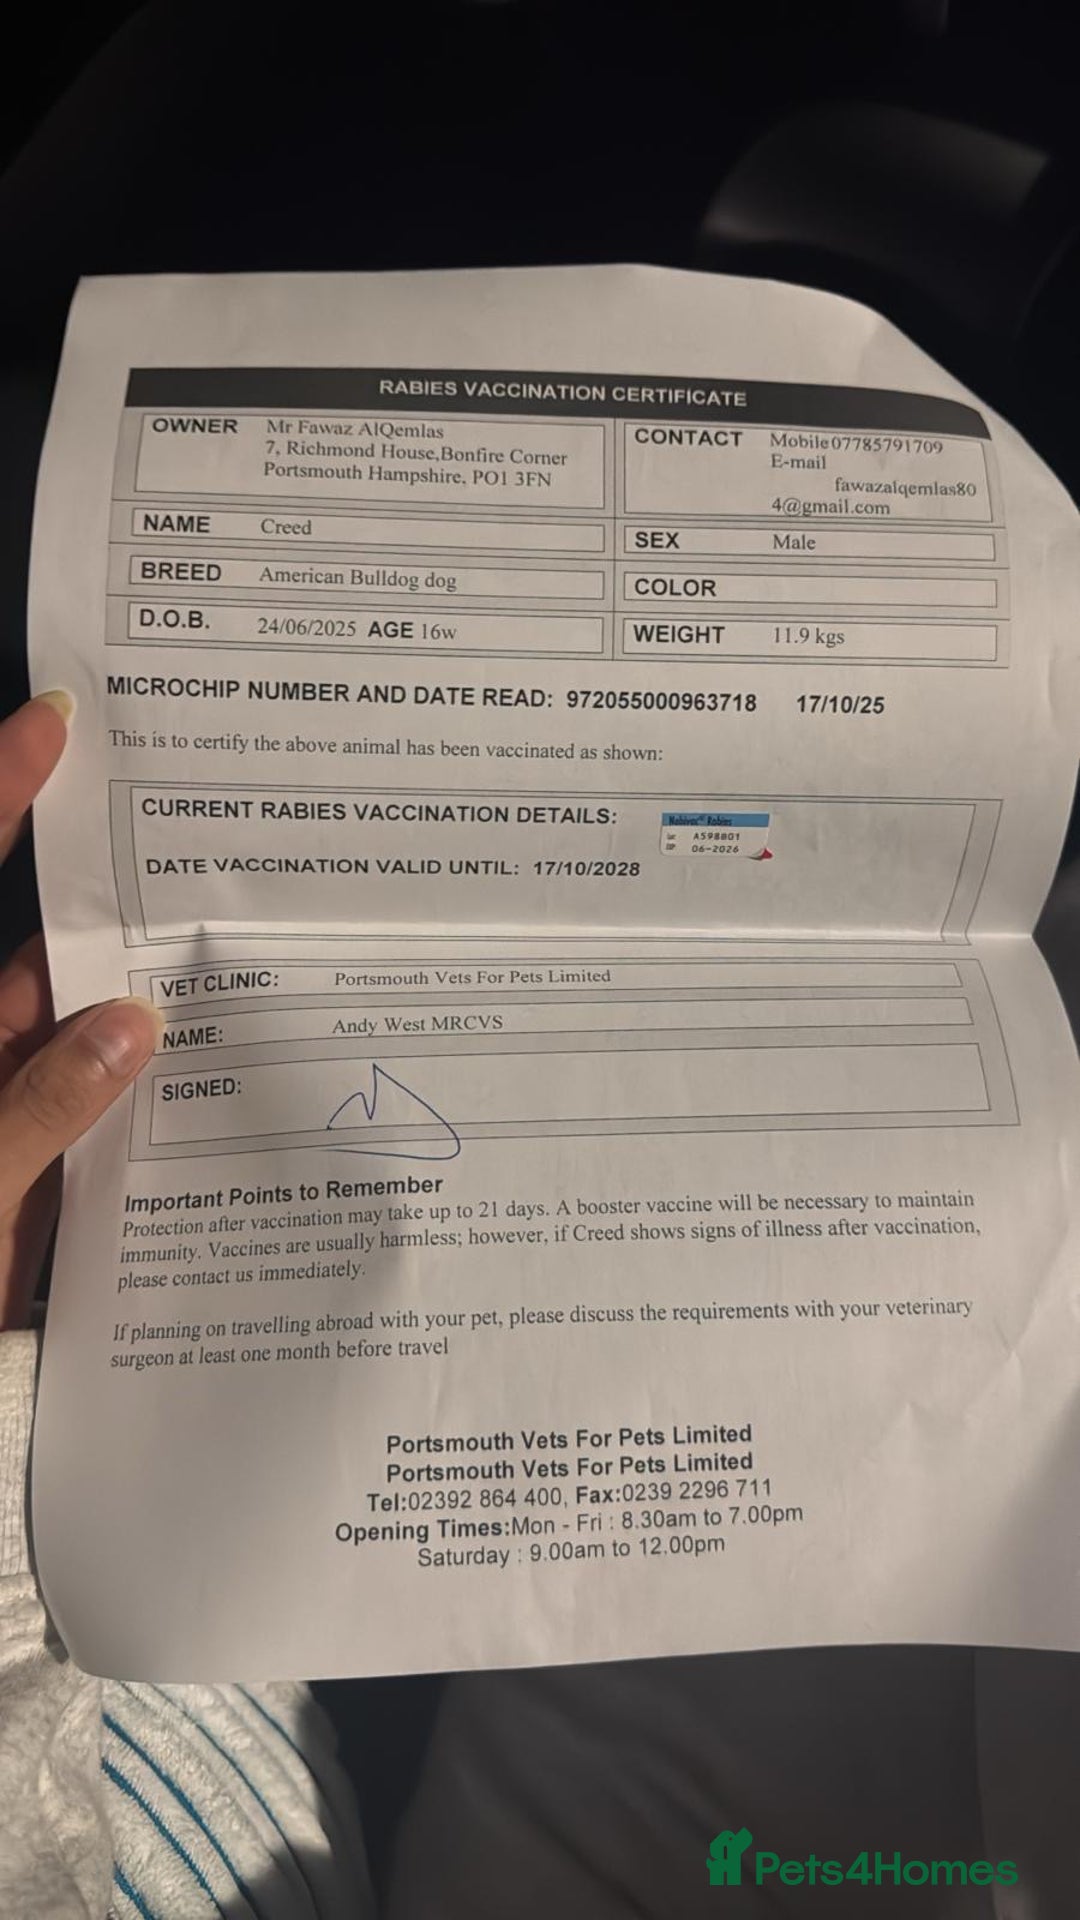 RABIES VACCINATION CERTIFICATE
OWNER Mr Fawaz AlQemlas
7, Richmond House,Bonfire Corner
Portsmouth Hampshire, PO1 3FN
CONTACT Mobile07785791709
E-mail
fawazalqemlas80
4@gmail.com
NAME Creed
SEX Male
BREED American Bulldog dog
COLOR
D.O.B. 24/06/2025 AGE 16w
WEIGHT 11.9 kgs
MICROCHIP NUMBER AND DATE READ: 972055000963718 17/10/25
This is to certify the above animal has been vaccinated as shown:
CURRENT RABIES VACCINATION DETAILS:
Nobivac® Rabies
A598B01
06-2026
DATE VACCINATION VALID UNTIL: 17/10/2028
VET CLINIC: Portsmouth Vets For Pets Limited
NAME: Andy West MRCVS
SIGNED:
Important Points to Remember
Protection after vaccination may take up to 21 days. A booster vaccine will be necessary to maintain
immunity. Vaccines are usually harmless; however, if Creed shows signs of illness after vaccination,
please contact us immediately.
If planning on travelling abroad with your pet, please discuss the requirements with your veterinary
surgeon at least one month before travel
Portsmouth Vets For Pets Limited
Portsmouth Vets For Pets Limited
Tel:02392 864 400, Fax:0239 2296 711
Opening Times:Mon - Fri : 8.30am to 7.00pm
Saturday : 9.00am to 12.00pm
Pets4Homes